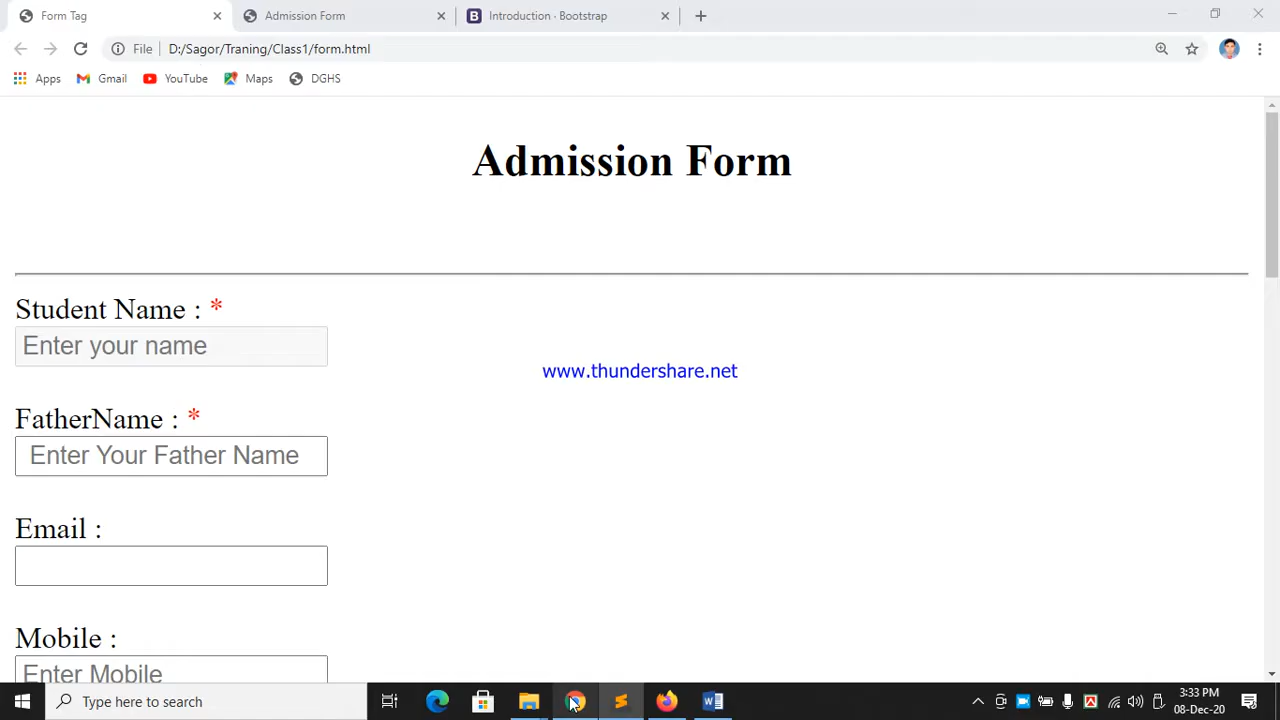 Form Tag
Admission Form
Introduction · Bootstrap
File
D:/Sagor/Traning/Class1/form.html
Apps
Gmail
YouTube
Maps
DGHS
Admission Form
Student Name : *
Enter your name
www.thundershare.net
FatherName : *
Enter Your Father Name
Email :
Mobile :
Enter Mobile
Type here to search
3:33 PM
08-Dec-20